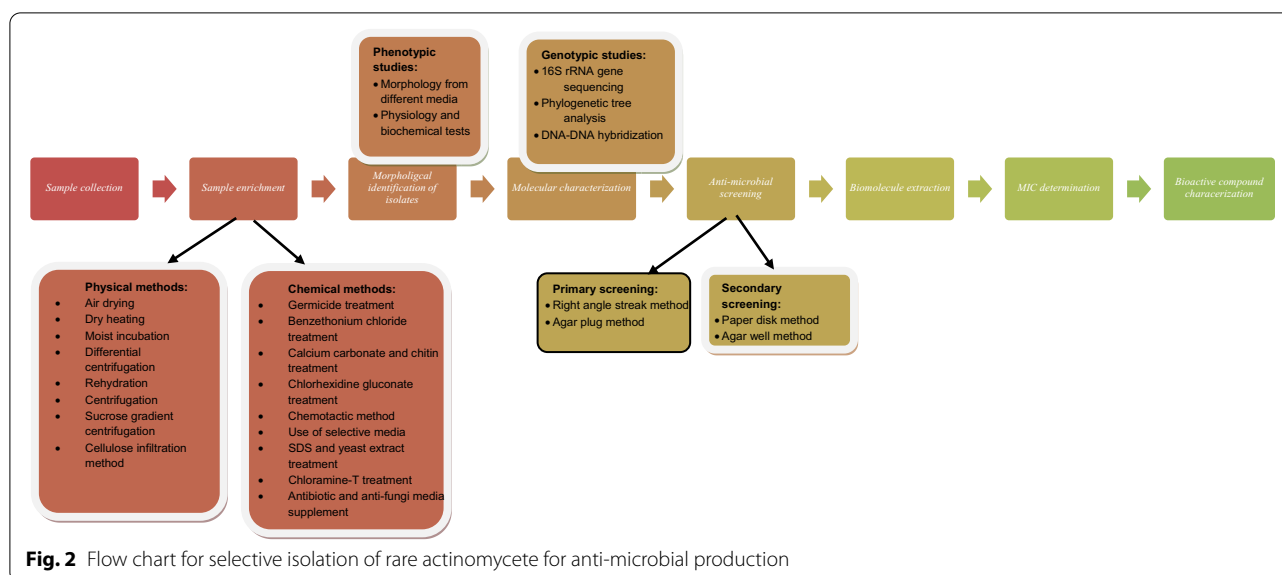 Phenotypic
studies:
• Morphology from
different media
• Physiology and
biochemical tests
Genotypic studies:
• 16S rRNA gene
sequencing
• Phylogenetic tree
analysis
• DNA-DNA hybridization
Sample collection
Sample enrichment
Morpholigcal
identification of
isolates
Molecular characterization
Anti-microbial
screening
Biomolecule extraction
MIC determination
Bioactive compound
characerization
Physical methods:
• Air drying
• Dry heating
• Moist incubation
• Differential
centrifugation
• Rehydration
• Centrifugation
• Sucrose gradient
centrifugation
• Cellulose infiltration
method
Chemical methods:
• Germicide treatment
• Benzethonium chloride
treatment
• Calcium carbonate and chitin
treatment
• Chlorhexidine gluconate
treatment
• Chemotactic method
• Use of selective media
• SDS and yeast extract
treatment
• Chloramine-T treatment
• Antibiotic and anti-fungi media
supplement
Primary screening:
• Right angle streak method
• Agar plug method
Secondary
screening:
• Paper disk method
• Agar well method
Fig. 2 Flow chart for selective isolation of rare actinomycete for anti-microbial production